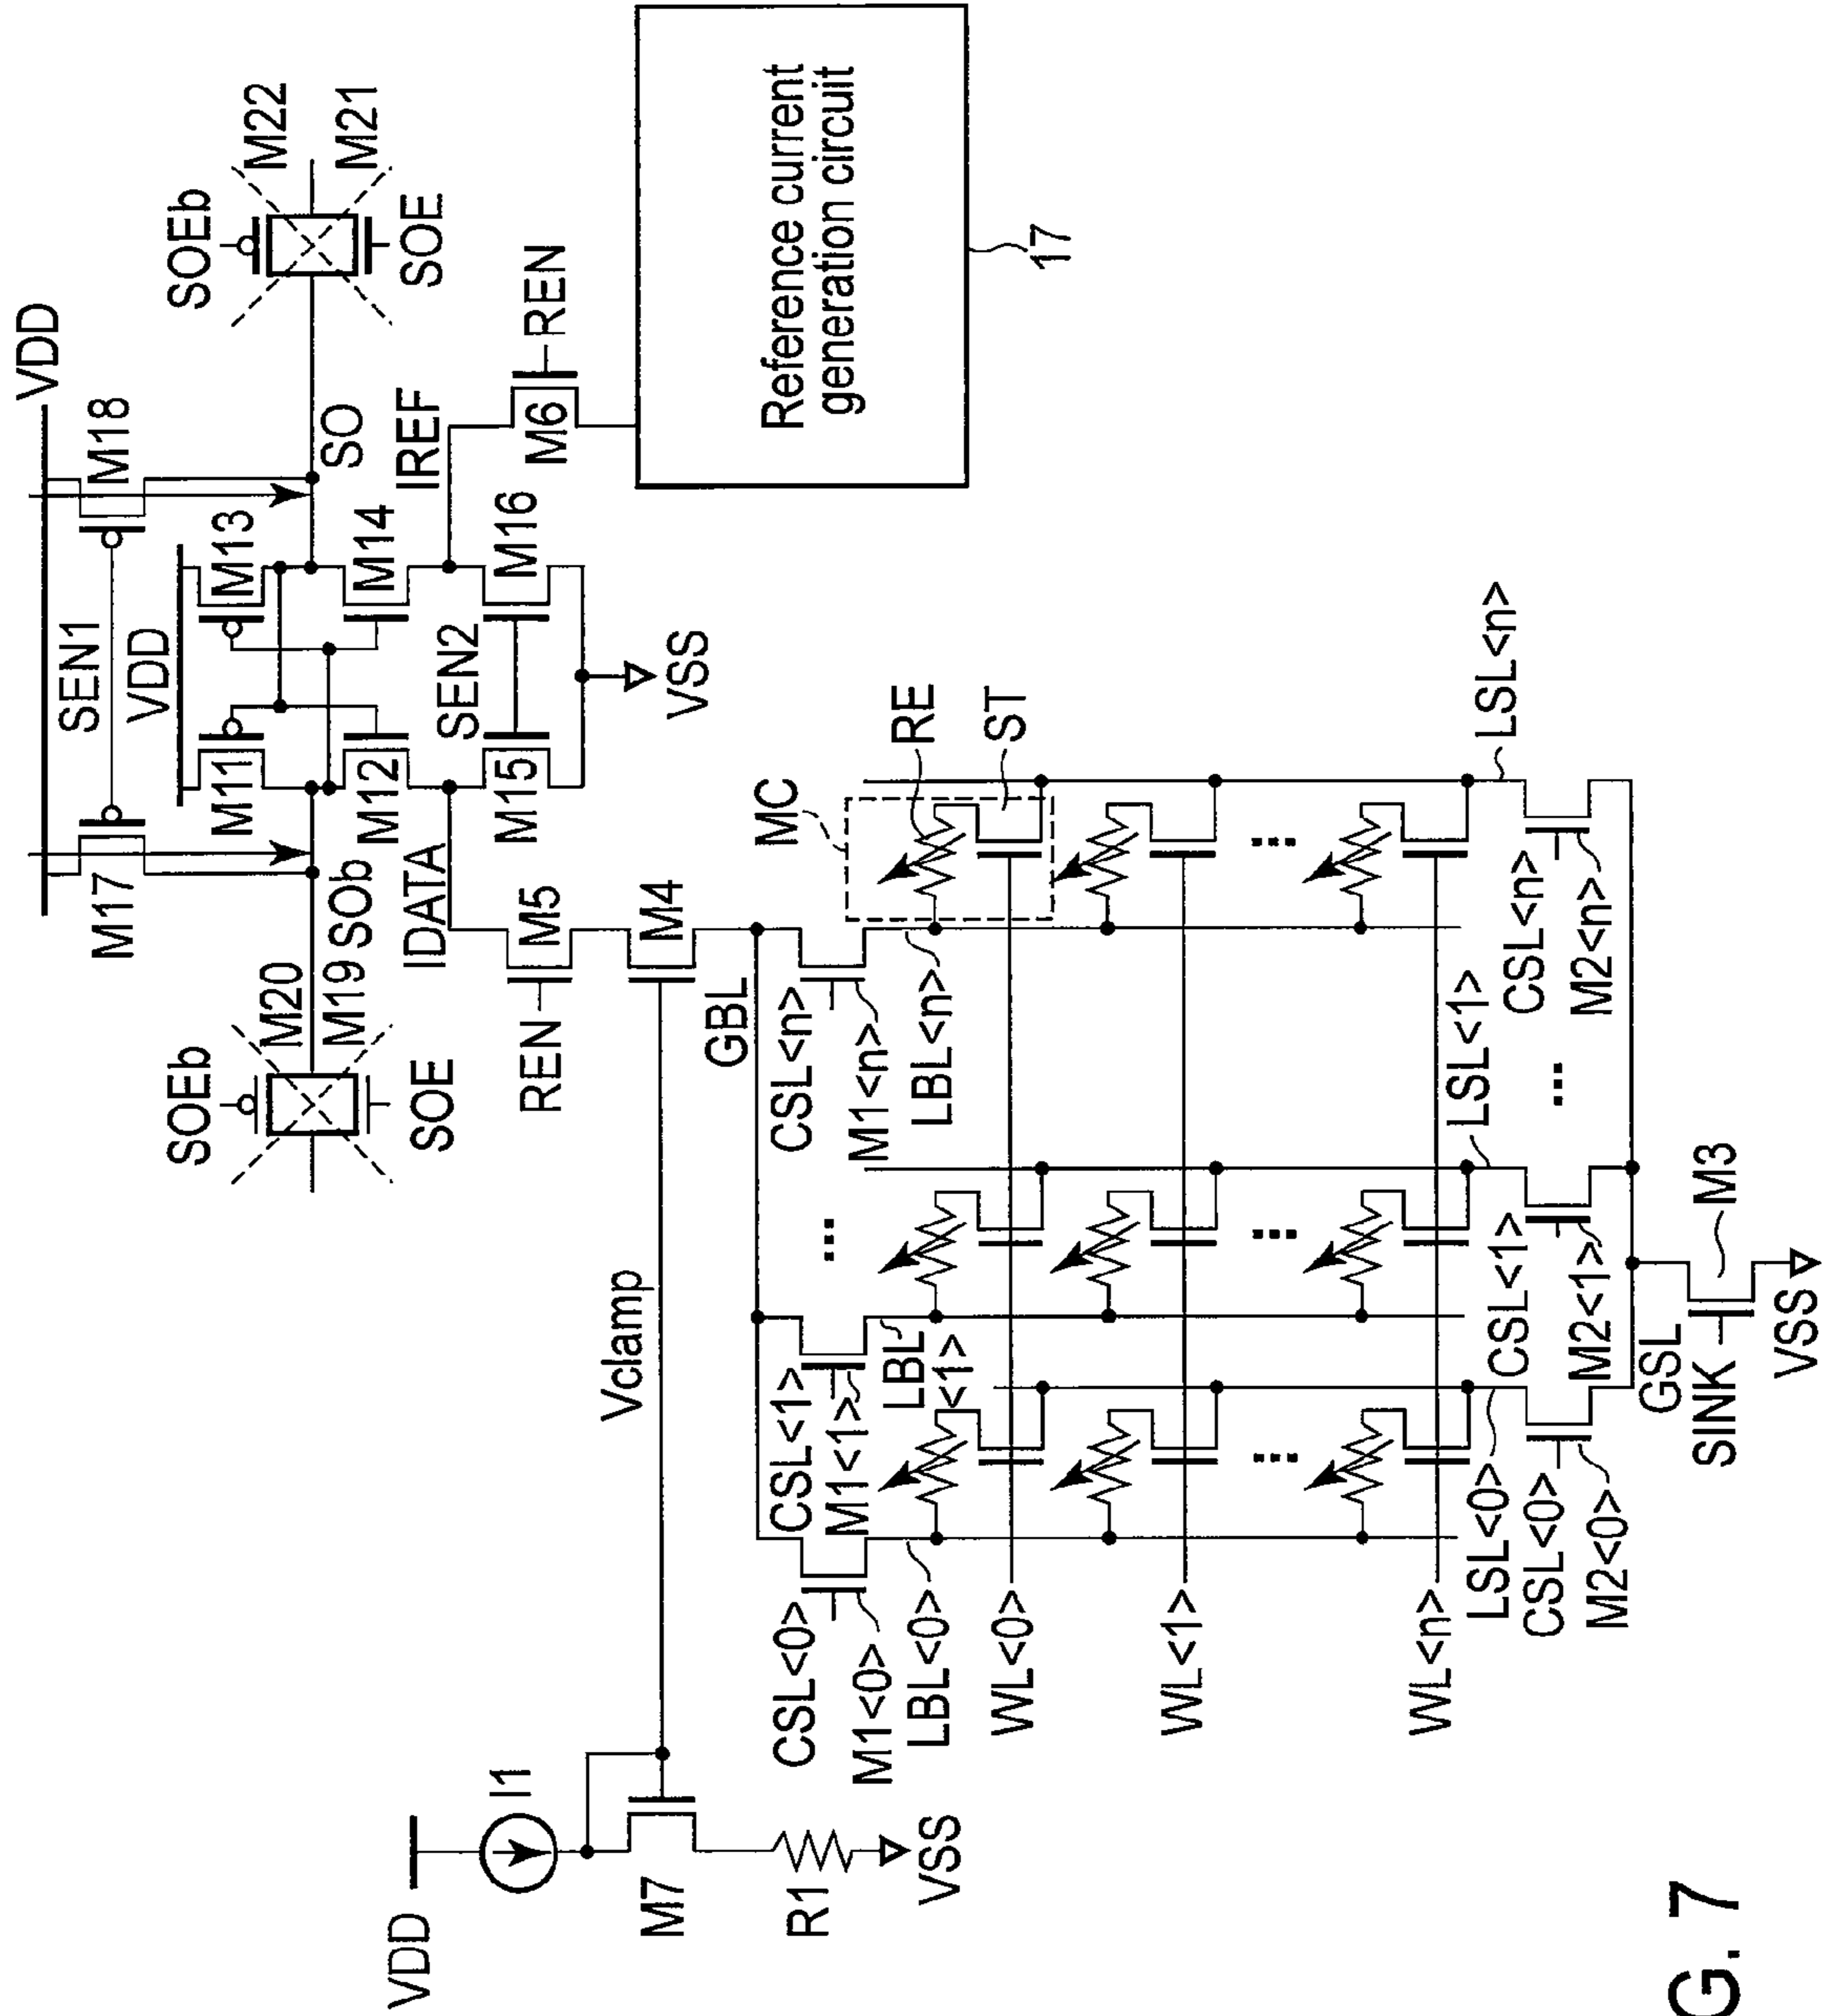 VDD
M17
SEN1
M18
VDD
M11
M13
SOEb
M20
M19
SOb
SOE
M12
M14
SO
SOEb
M22
M21
SOE
IDATA
M15
SEN2
M16
IREF
VSS
REN
M5
M4
M6
REN
Reference current
generation circuit
17
VDD
I1
M7
R1
VSS
Vclamp
GBL
CSL<0>
M1<0>
LBL<0>
CSL<1>
M1<1>
LBL
<1>
...
CSL<n>
M1<n>
LBL<n>
MC
RE
ST
WL<0>
WL<1>
...
...
...
WL<n>
LSL<0>
CSL<0>
M2<0>
LSL<1>
CSL<1>
M2<1>
...
LSL<n>
CSL<n>
M2<n>
GSL
SINK
M3
VSS
G. 7